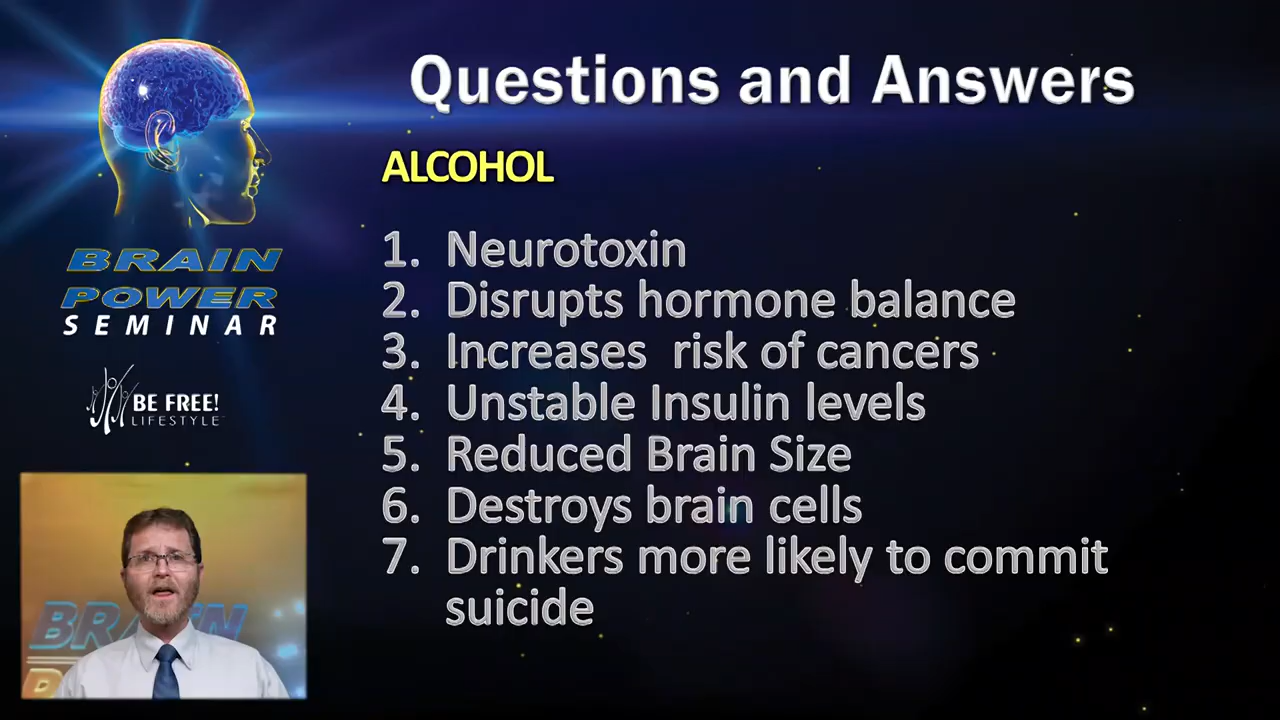 Questions and Answers
ALCOHOL
1. Neurotoxin
2. Disrupts hormone balance
3. Increases risk of cancers
4. Unstable Insulin levels
5. Reduced Brain Size
6. Destroys brain cells
7. Drinkers more likely to commit
suicide
BRAIN
POWER
SEMINAR
BE FREE!
LIFESTYLE
BRAIN